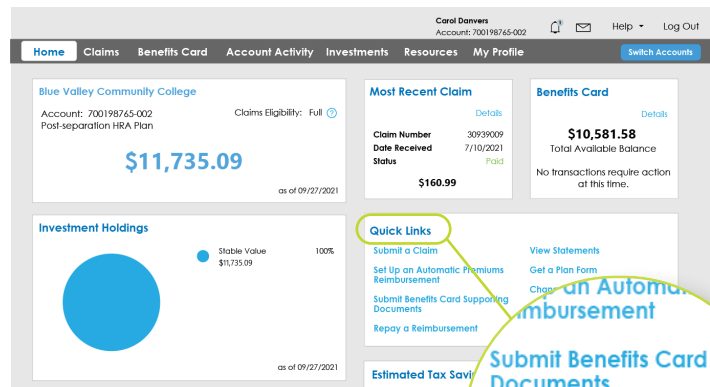 Carol Danvers
Account: 700198765-002
Help
Log Out
Home
Claims
Benefits Card
Account Activity
Investments
Resources
My Profile
Switch Accounts
Blue Valley Community College
Account: 700198765-002
Post-separation HRA Plan
Claims Eligibility: Full ?
$11,735.09
as of 09/27/2021
Most Recent Claim
Details
Claim Number 30939009
Date Received 7/10/2021
Status Paid
$160.99
Benefits Card
Details
$10,581.58
Total Available Balance
No transactions require action
at this time.
Investment Holdings
Stable Value 100%
$11,735.09
as of 09/27/2021
Quick Links
Submit a Claim
Set Up an Automatic Premiums
Reimbursement
Submit Benefits Card Supporting
Documents
Repay a Reimbursement
View Statements
Get a Plan Form
an Automa
mbursement
Submit Benefits Card
Documents
Estimated Tax